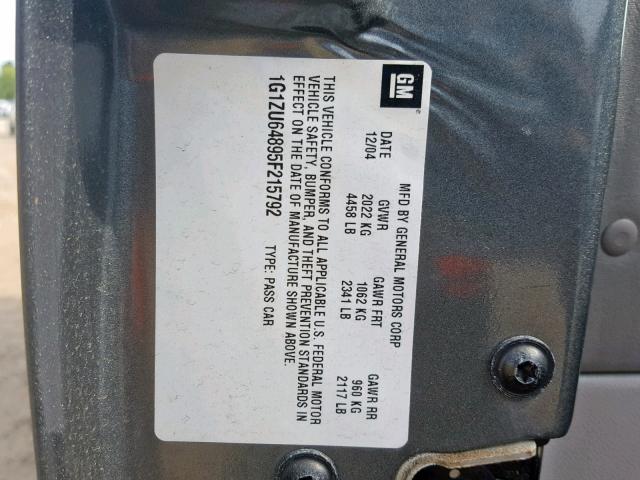 GM
MFD BY GENERAL MOTORS CORP
DATE GVWR GAWR FRT GAWR RR
12/04 2022 KG 1062 KG 960 KG
4458 LB 2341 LB 2117 LB
THIS VEHICLE CONFORMS TO ALL APPLICABLE U.S. FEDERAL MOTOR
VEHICLE SAFETY, BUMPER, AND THEFT PREVENTION STANDARDS IN
EFFECT ON THE DATE OF MANUFACTURE SHOWN ABOVE.
1G1ZU64895F215792 TYPE: PASS CAR